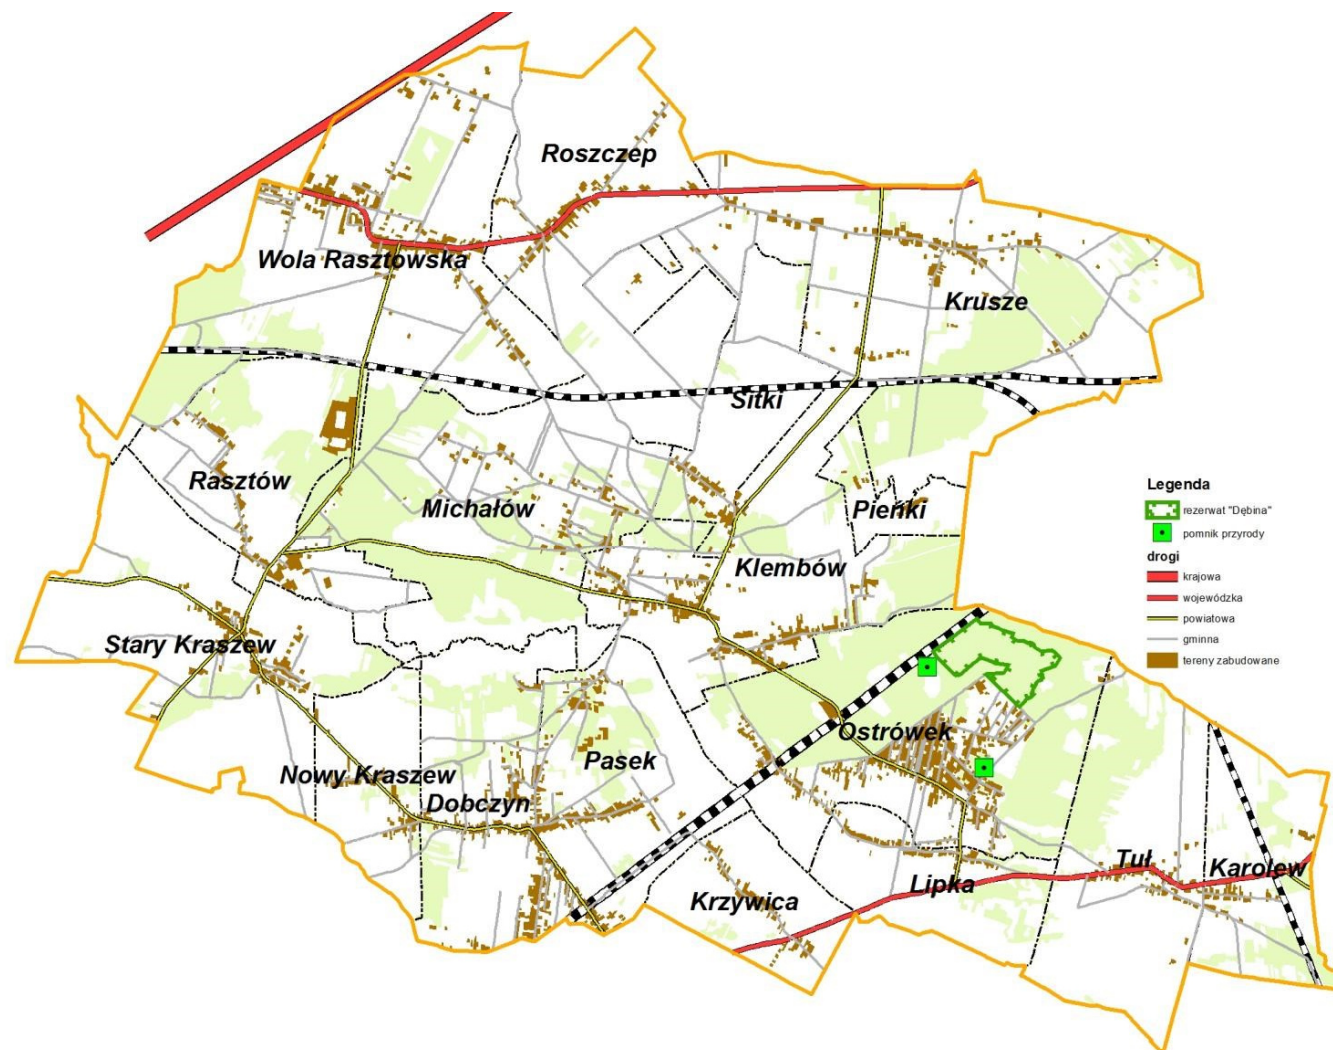 Roszczep
Wola Rasztowska
Krusze
Sitki
Rasztów
Michałów
Pieńki
Klembów
Stary Kraszew
Ostrówek
Pasek
Nowy Kraszew
Dobczyn
Tuł
Karolew
Lipka
Krzywica
Legenda
rezerwat "Dębina"
pomnik przyrody
drogi
krajowa
wojewódzka
powiatowa
gminna
tereny zabudowane